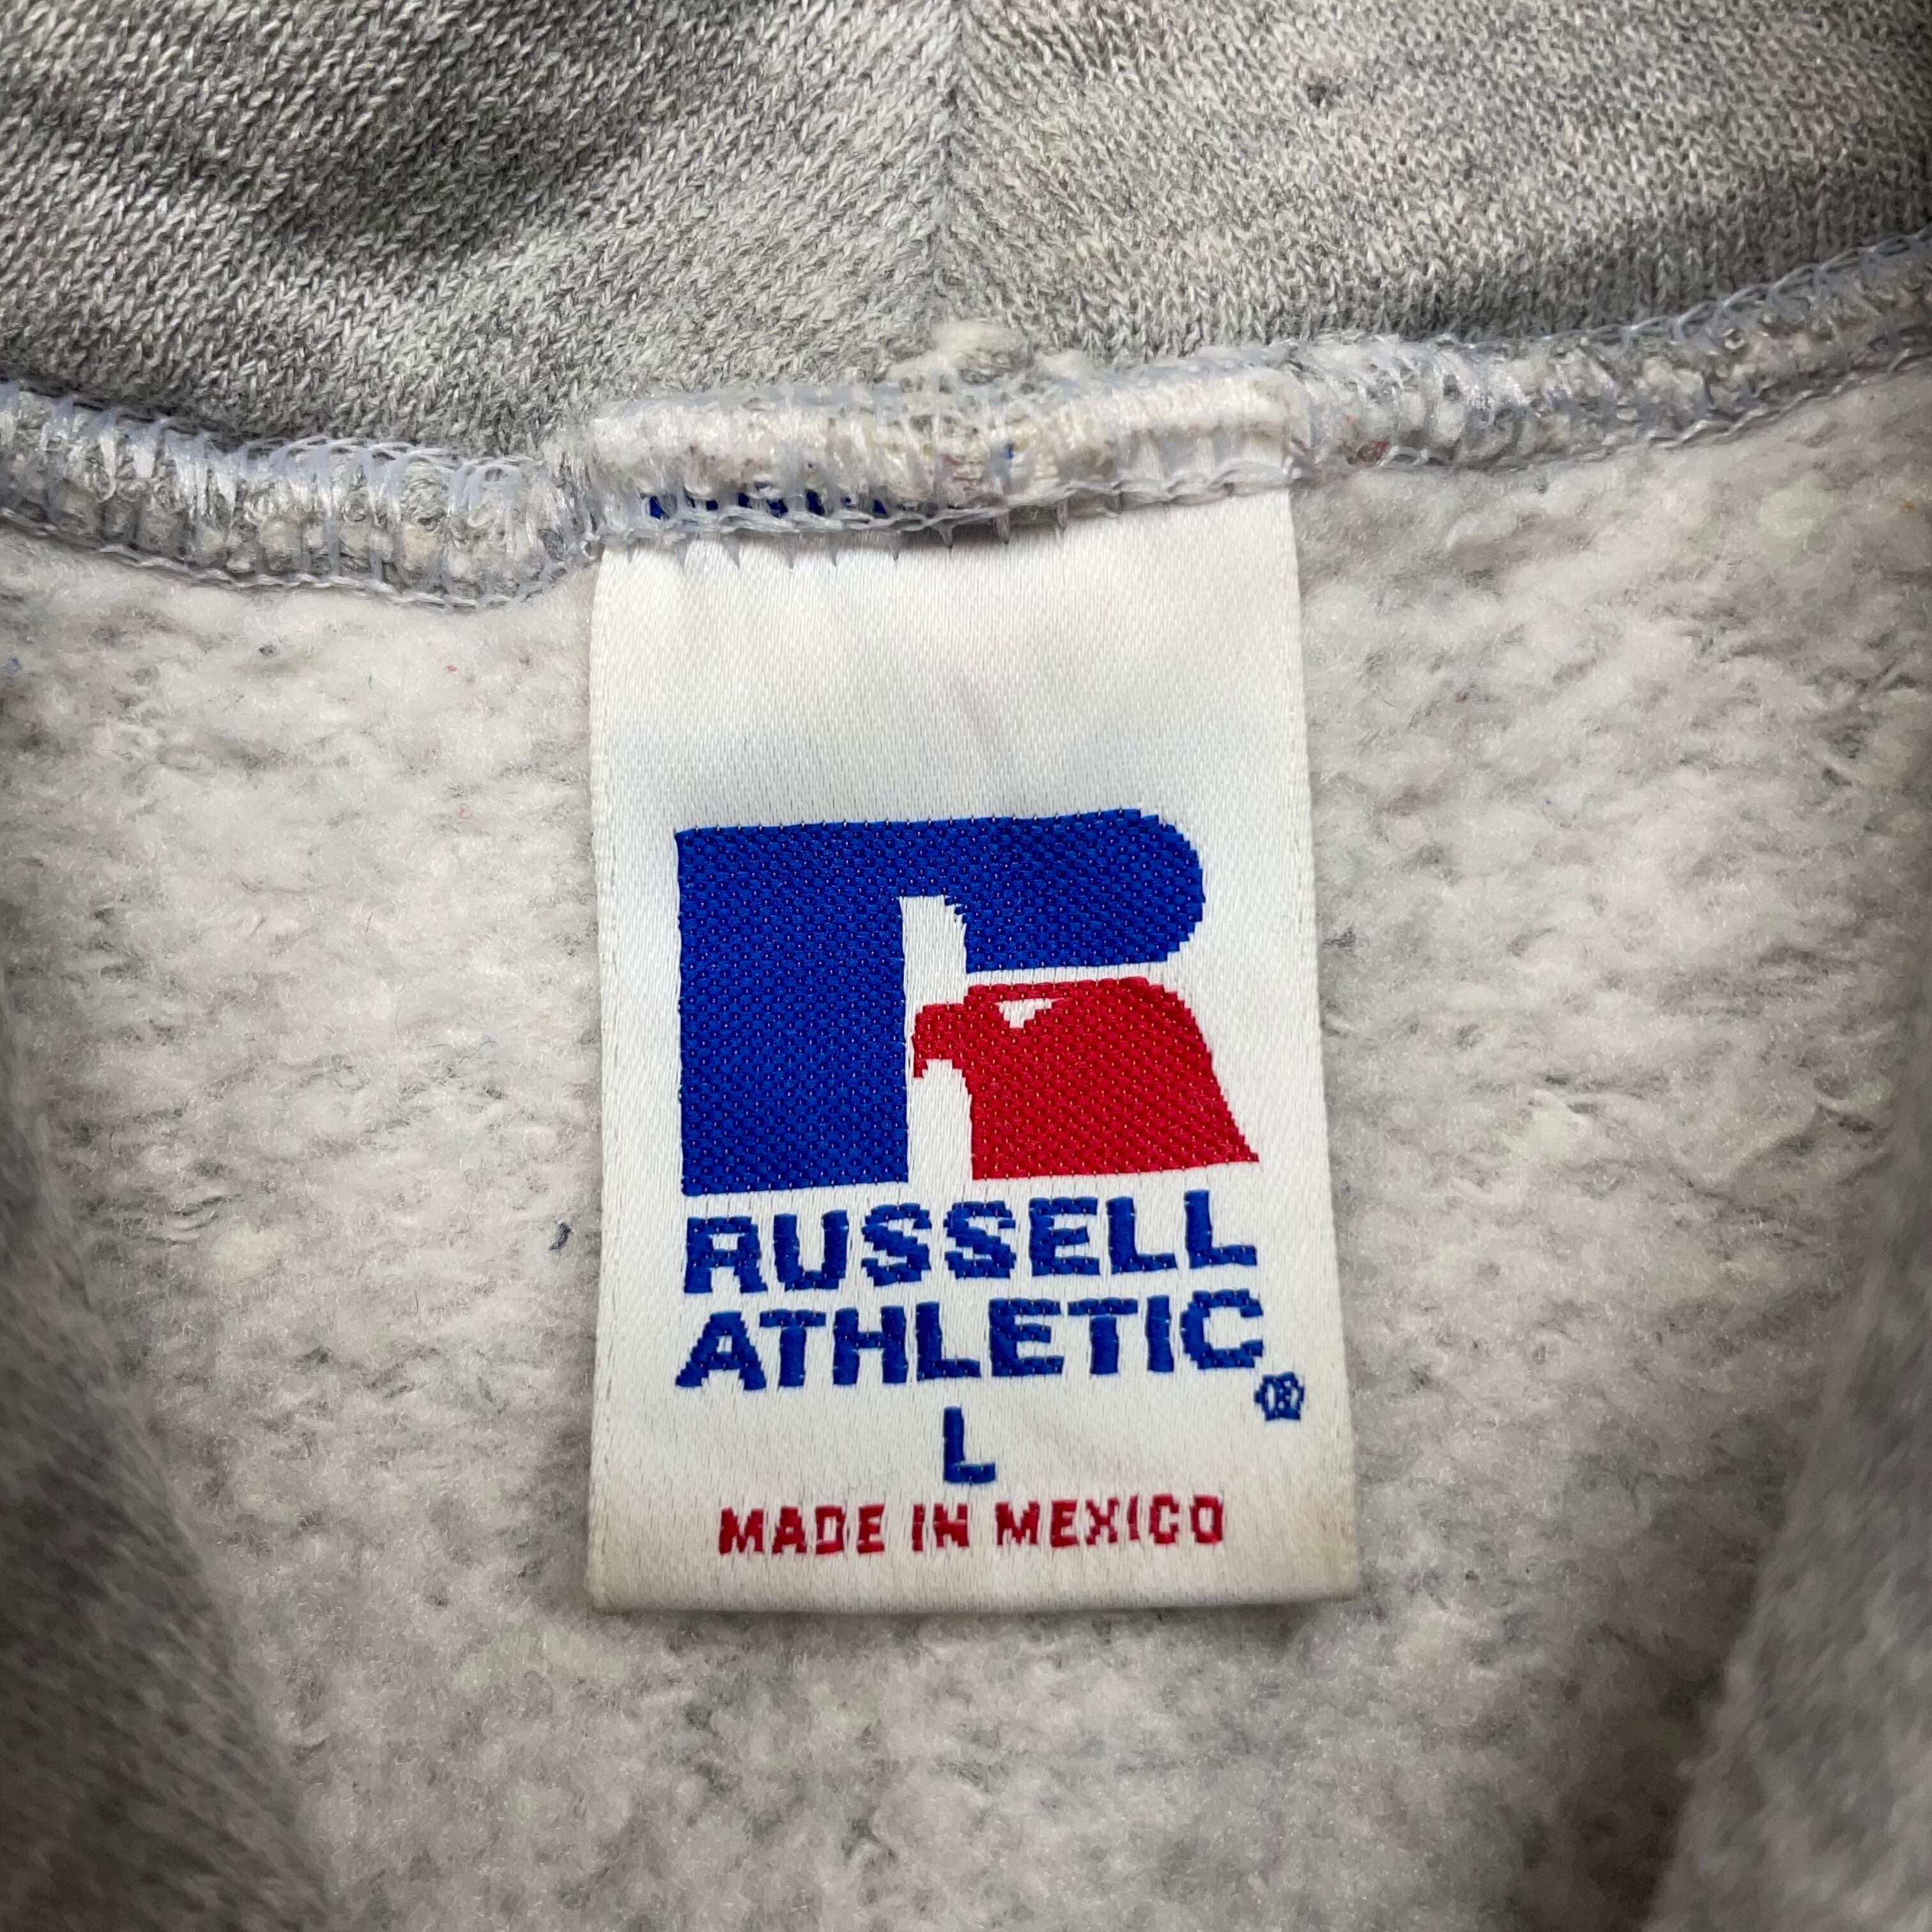 RUSSELL
ATHLETIC®
L
MADE IN MEXICO